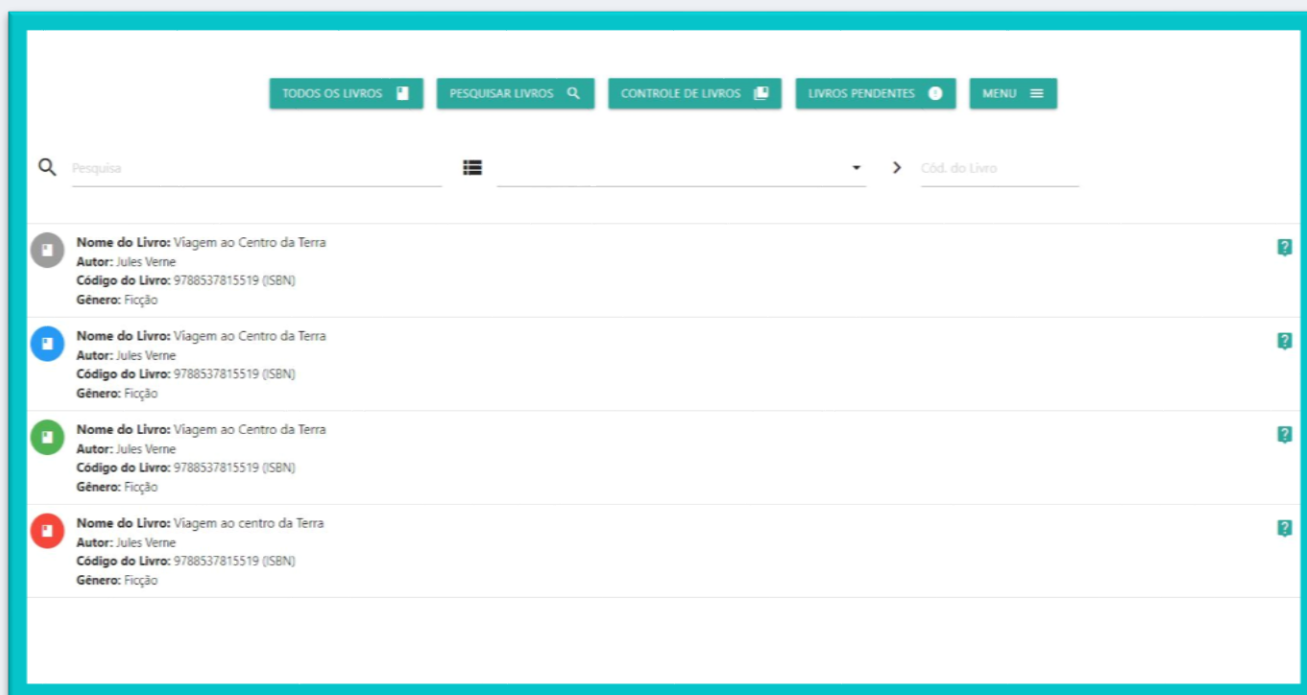 TODOS OS LIVROS
PESQUISAR LIVROS
CONTROLE DE LIVROS
LIVROS PENDENTES
MENU
Pesquisa
Cód. do Livro
Nome do Livro: Viagem ao Centro da Terra
Autor: Jules Verne
Código do Livro: 9788537815519 (ISBN)
Gênero: Ficção
Nome do Livro: Viagem ao Centro da Terra
Autor: Jules Verne
Código do Livro: 9788537815519 (ISBN)
Gênero: Ficção
Nome do Livro: Viagem ao Centro da Terra
Autor: Jules Verne
Código do Livro: 9788537815519 (ISBN)
Gênero: Ficção
Nome do Livro: Viagem ao centro da Terra
Autor: Jules Verne
Código do Livro: 9788537815519 (ISBN)
Gênero: Ficção